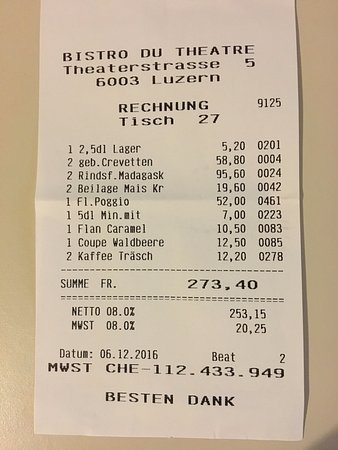 BISTRO DU THEATRE
Theaterstrasse 5
6003 Luzern
RECHNUNG 9125
Tisch 27
1 2,5dl Lager 5,20 0201
2 geb.Crevetten 58,80 0004
2 Rindsf.Madagask 95,60 0024
2 Beilage Mais Kr 19,60 0042
1 Fl.Poggio 52,00 0461
1 5dl Min.mit 7,00 0223
1 Flan Caramel 10,50 0083
1 Coupe Waldbeere 12,50 0085
2 Kaffee Träsch 12,20 0278
SUMME FR. 273,40
NETTO 08.0% 253,15
MWST 08.0% 20,25
Datum: 06.12.2016 Beat 2
MWST CHE-112.433.949
BESTEN DANK